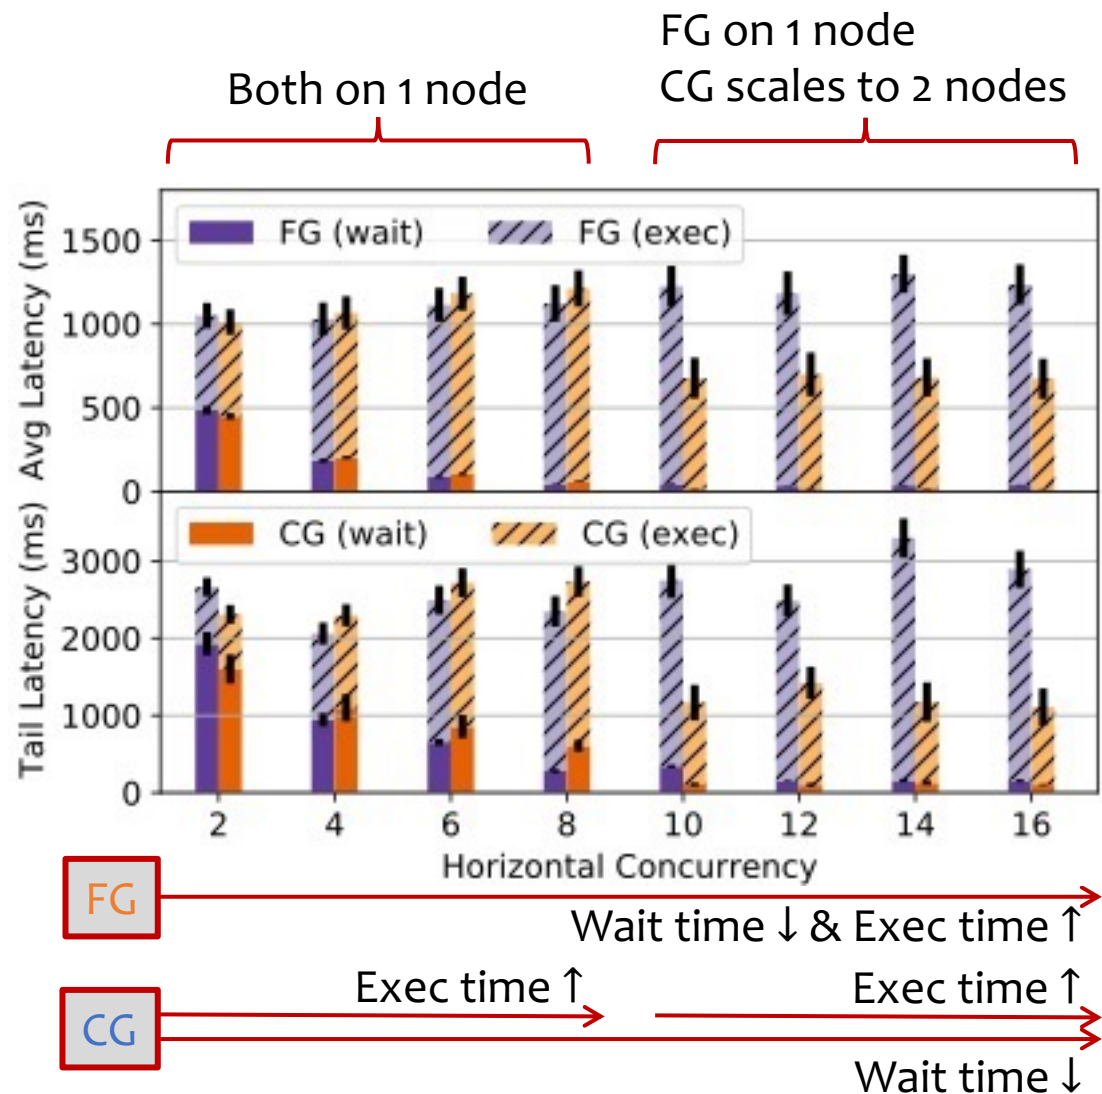 FG on 1 node
Both on 1 node
CG scales to 2 nodes
Avg Latency (ms)
1500
1000
500
0
FG (wait)
FG (exec)
Tail Latency (ms)
3000
2000
1000
0
CG (wait)
CG (exec)
2 4 6 8 10 12 14 16
Horizontal Concurrency
FG
Wait time ↓ & Exec time ↑
Exec time ↑
Exec time ↑
CG
Wait time ↓